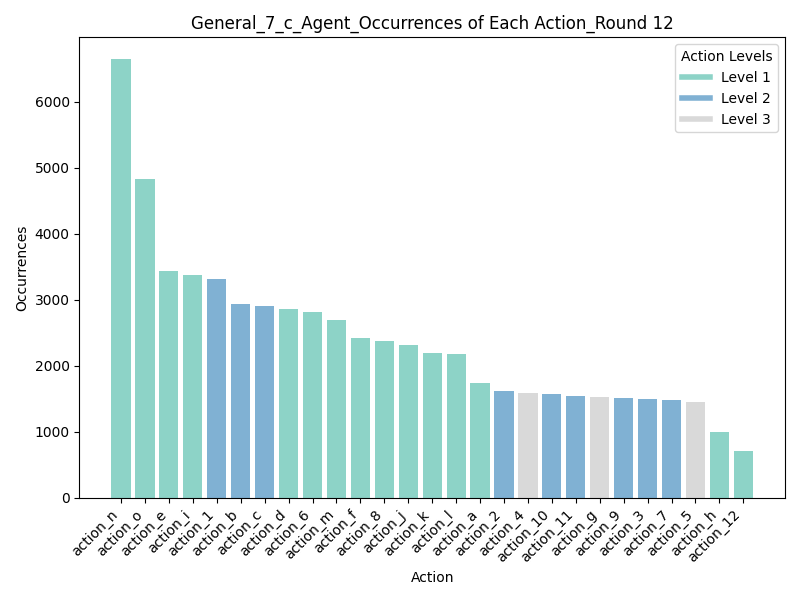 General_7_c_Agent_Occurrences of Each Action_Round 12
Action Levels
Level 1
Level 2
Level 3
Occurrences
6000
5000
4000
3000
2000
1000
0
action_n
action_o
action_e
action_i
action_1
action_b
action_c
action_d
action_6
action_m
action_f
action_8
action_j
action_k
action_l
action_a
action_2
action_4
action_10
action_11
action_g
action_9
action_3
action_7
action_5
action_h
action_12
Action